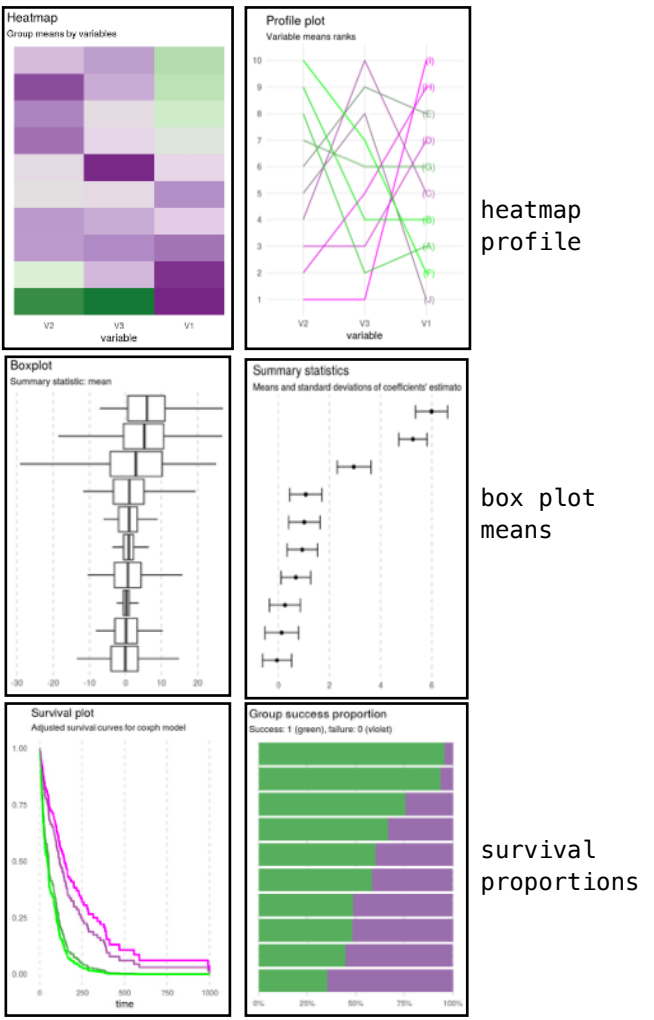 Heatmap
Group means by variables
V2 V3 V1
variable
Profile plot
Variable means ranks
10
9
8
7
6
5
4
3
2
1
(I)
(H)
(E)
(D)
(G)
(C)
(B)
(A)
(F)
(J)
V2 V3 V1
variable
heatmap
profile
Boxplot
Summary statistic: mean
-30 -20 -10 0 10 20
Summary statistics
Means and standard deviations of coefficients' estimato
0 2 4 6
box plot
means
Survival plot
Adjusted survival curves for coxph model
1.00
0.75
0.50
0.25
0.00
0 250 500 750 1000
time
Group success proportion
Success: 1 (green), failure: 0 (violet)
0% 25% 50% 75% 100%
survival
proportions